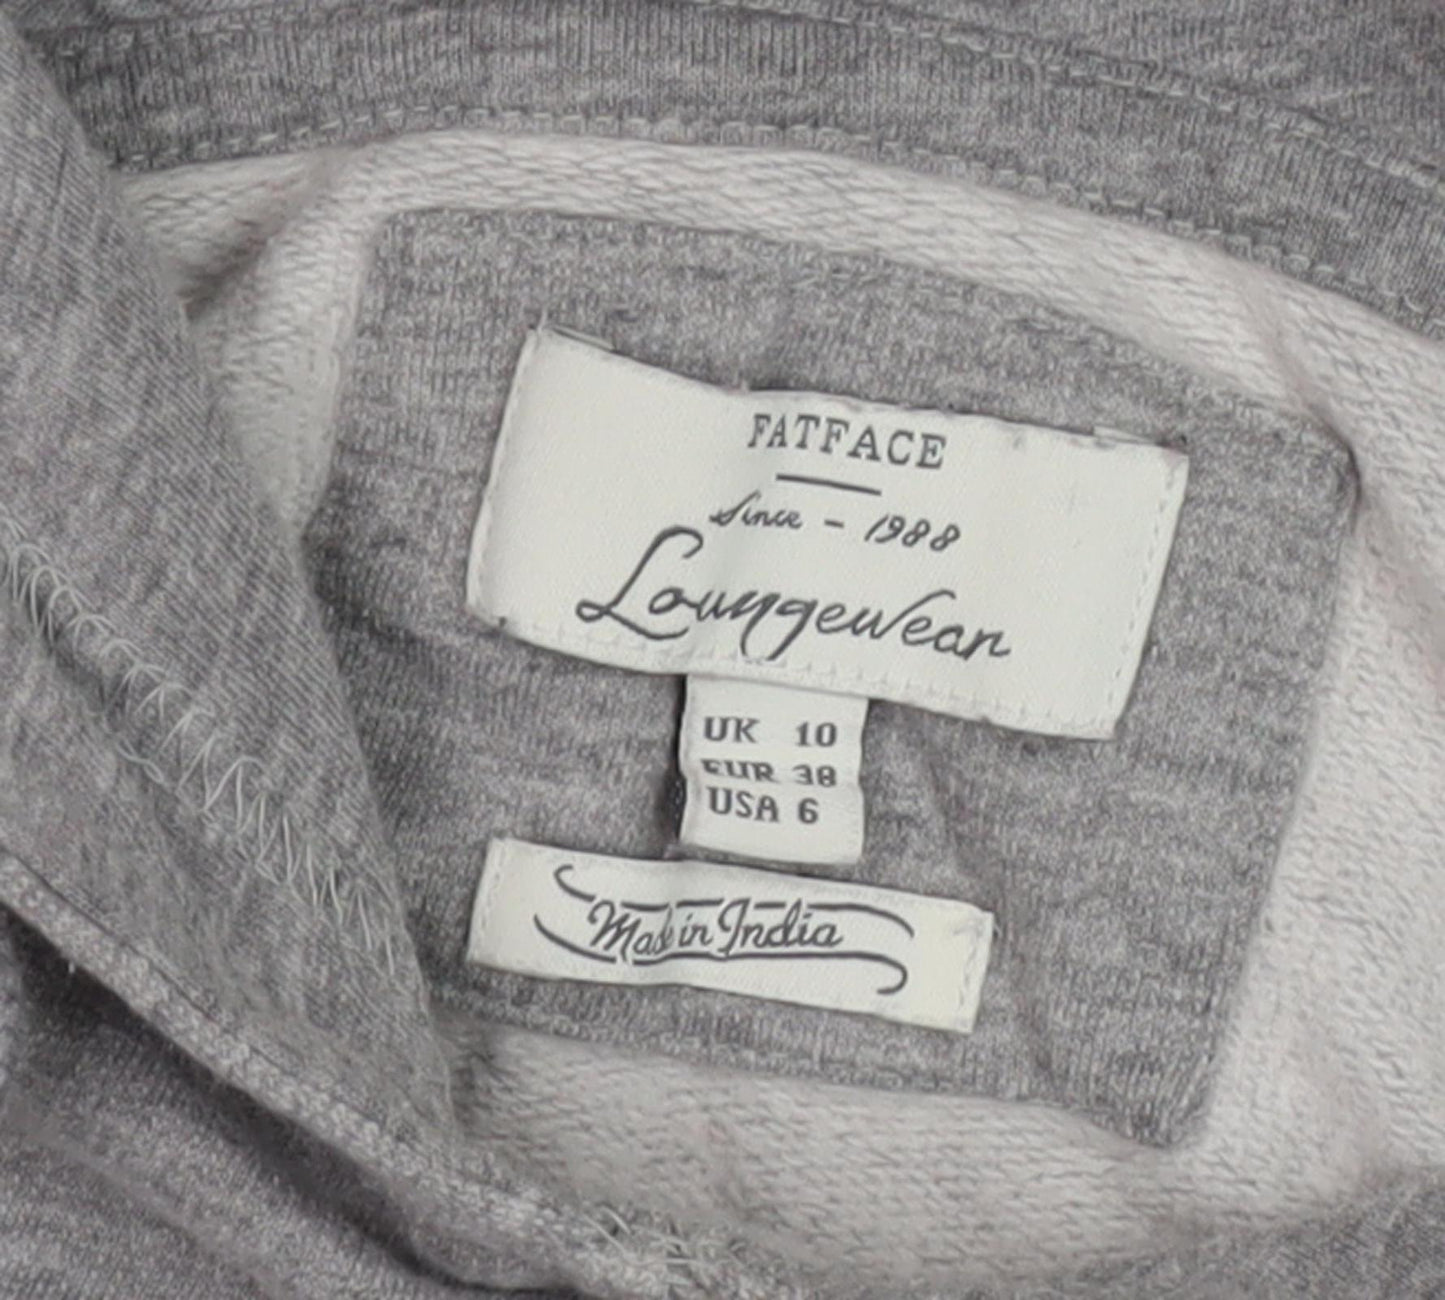 FATFACE
Since - 1988
Loungewear
UK 10
EUR 38
USA 6
Made in India